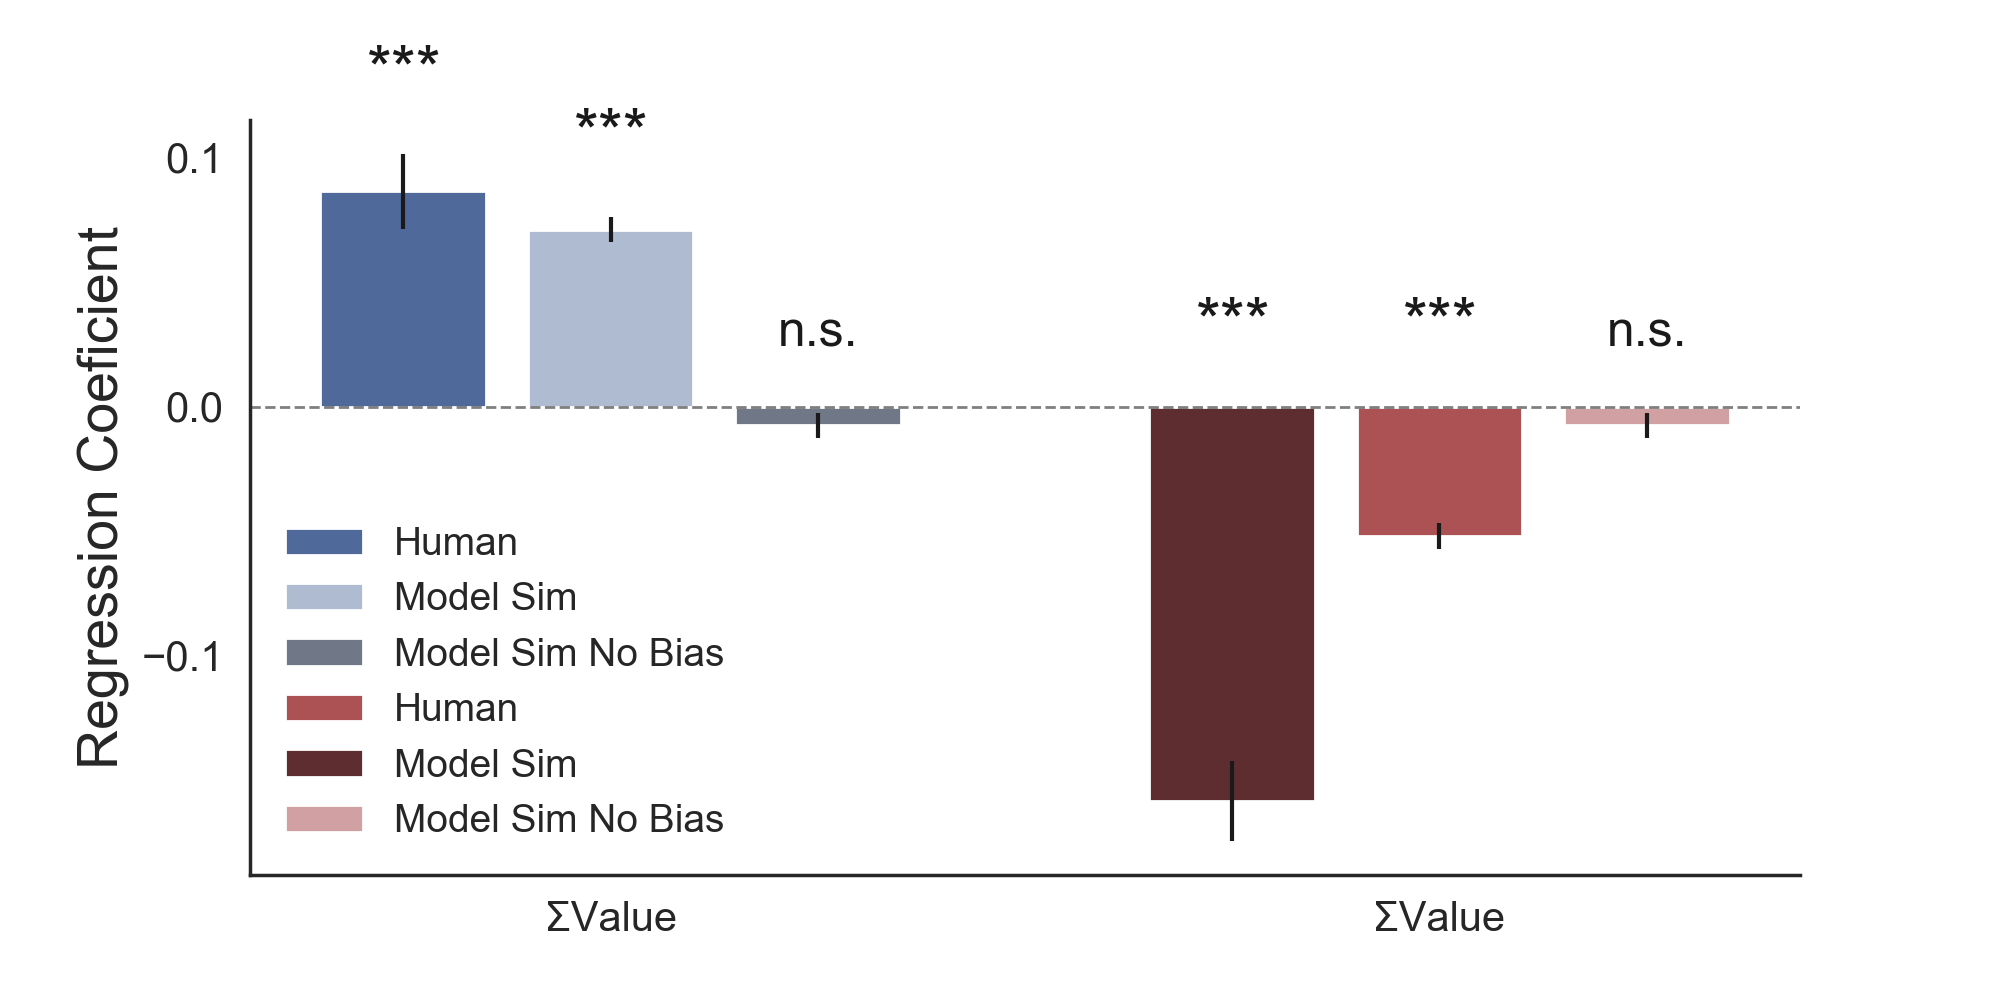 ***
***
*** ***
n.s. n.s.
0.1
0.0
−0.1
Regression Coefficient
Human
Model Sim
Model Sim No Bias
Human
Model Sim
Model Sim No Bias
ΣValue ΣValue